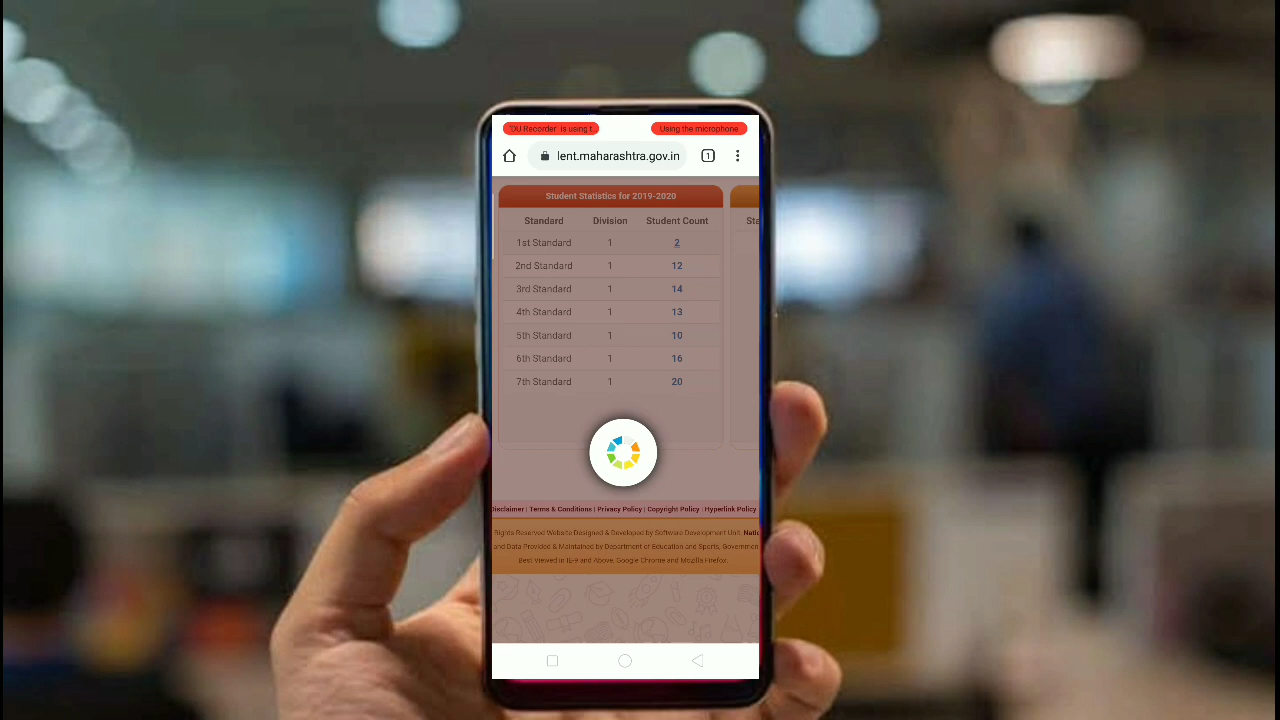 'DU Recorder' is using t
Using the microphone
lent.maharashtra.gov.in
1
Student Statistics for 2019-2020
Standard Division Student Count Sta
1st Standard 1 2
2nd Standard 1 12
3rd Standard 1 14
4th Standard 1 13
5th Standard 1 10
6th Standard 1 16
7th Standard 1 20
Disclaimer | Terms & Conditions | Privacy Policy | Copyright Policy | Hyperlink Policy
Rights Reserved Website Designed & Developed by Software Development Unit, Natio
and Data Provided & Maintained by Department of Education and Sports, Governmen
Best Viewed in IE-9 and Above, Google Chrome and Mozilla Firefox.